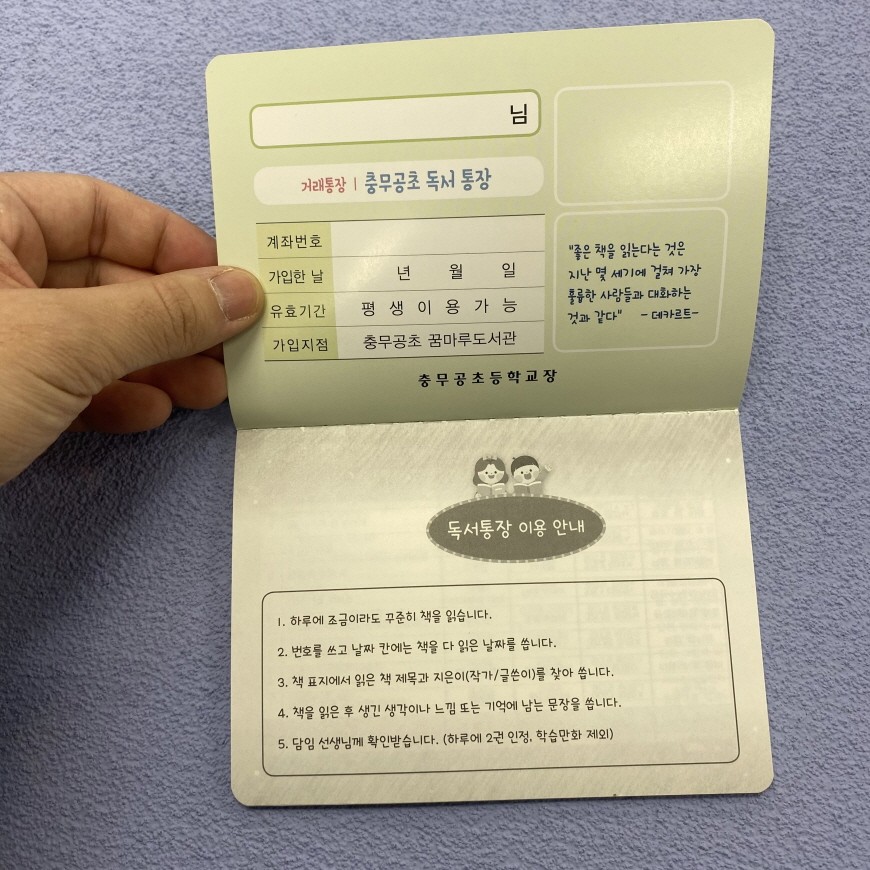 님
거래통장 | 충무공초 독서 통장
계좌번호
가입한 날 년 월 일
유효기간 평 생 이 용 가 능
가입지점 충무공초 꿈마루도서관
"좋은 책을 읽는다는 것은
지난 몇 세기에 걸쳐 가장
훌륭한 사람들과 대화하는
것과 같다" - 데카르트-
충무공초등학교장
독서통장 이용 안내
1. 하루에 조금이라도 꾸준히 책을 읽습니다.
2. 번호를 쓰고 날짜 칸에는 책을 다 읽은 날짜를 씁니다.
3. 책 표지에서 읽은 책 제목과 지은이(작가/글쓴이)를 찾아 씁니다.
4. 책을 읽은 후 생긴 생각이나 느낌 또는 기억에 남는 문장을 씁니다.
5. 담임 선생님께 확인받습니다. (하루에 2권 인정, 학습만화 제외)